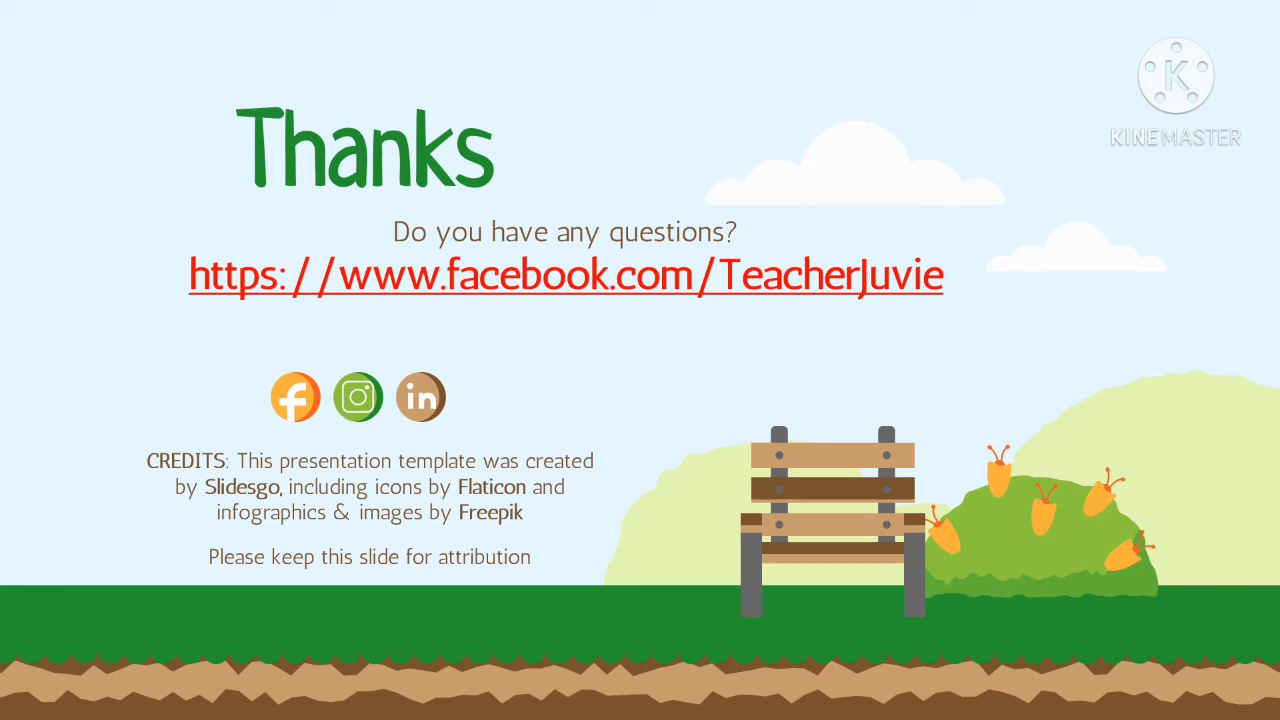 K
KINEMASTER
Thanks
Do you have any questions?
https://www.facebook.com/TeacherJuvie
f
in
CREDITS: This presentation template was created
by Slidesgo, including icons by Flaticon and
infographics & images by Freepik
Please keep this slide for attribution